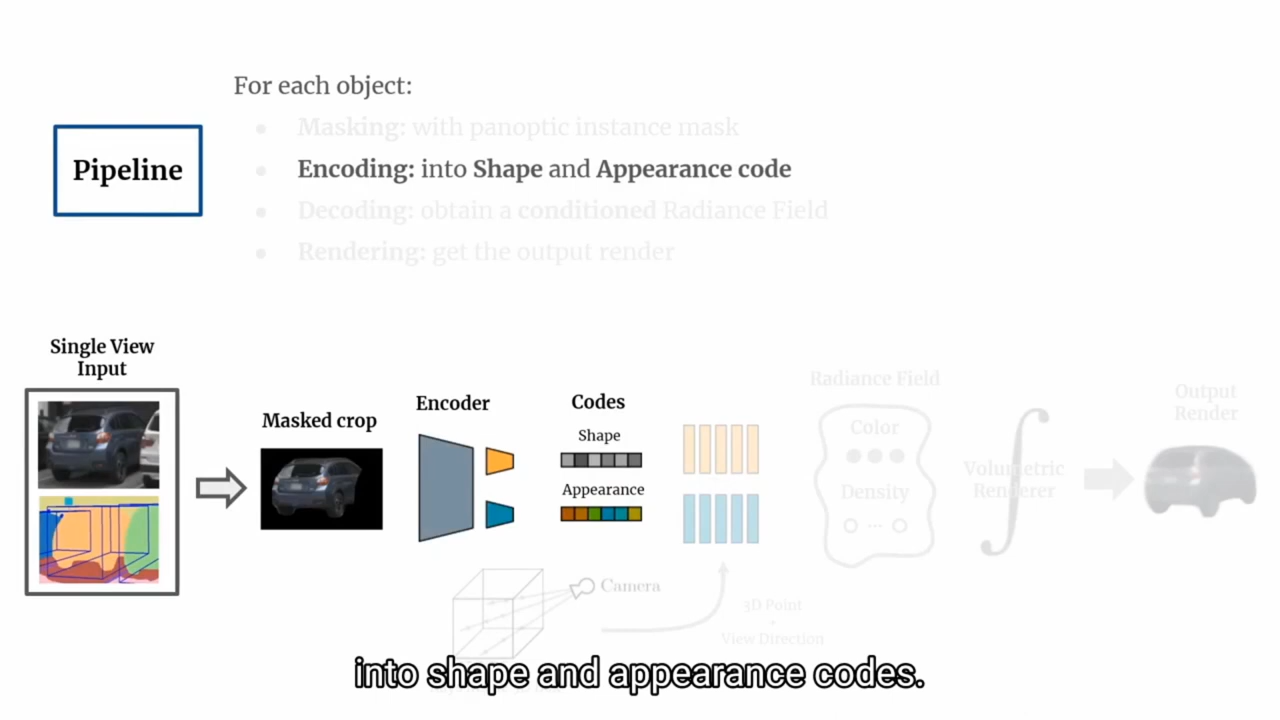 For each object:
Masking: with panoptic instance mask
Pipeline
Encoding: into Shape and Appearance code
Decoding: obtain a conditioned Radiance Field
Rendering: get the output render
Single View
Input
Masked crop
Encoder
Codes
Shape
Appearance
Radiance Field
Color
Density
Volumetric
Renderer
Output
Render
Camera
3D Point
+
View Direction
into shape and appearance codes.